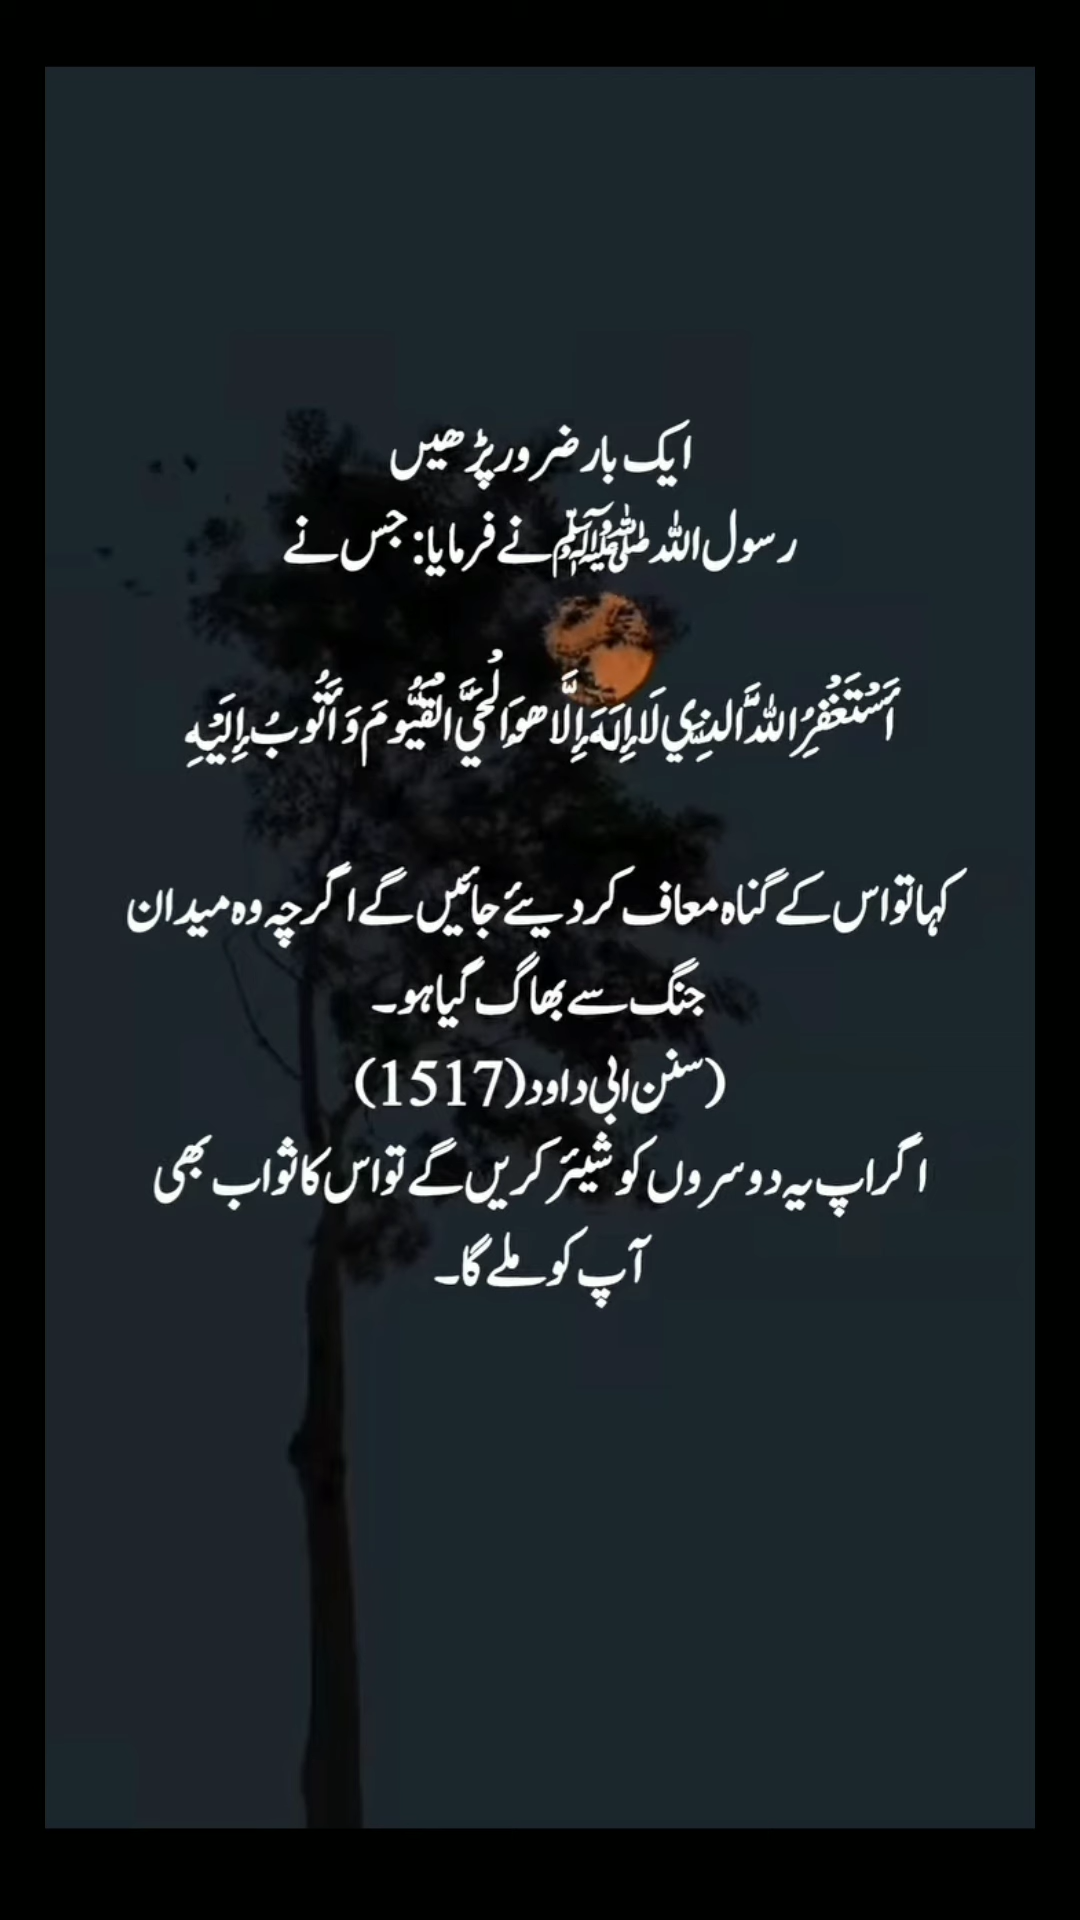 ایک بار ضرور پڑھیں
رسول اللہ ﷺ نے فرمایا: جس نے
أَسْتَغْفِرُ اللہَ الَّذِي لَا إِلَهَ إِلَّا هُوَ الْحَيَّ الْقَيُّومَ وَأَتُوبُ إِلَيْهِ
کہا تو اس کے گناہ معاف کر دیئے جائیں گے اگرچہ وہ میدان
جنگ سے بھاگ گیا ہو۔
(سنن ابی داود (1517)
اگر اپ یہ دوسروں کو شیئر کریں گے تو اس کا ثواب بھی
آپ کو ملے گا۔